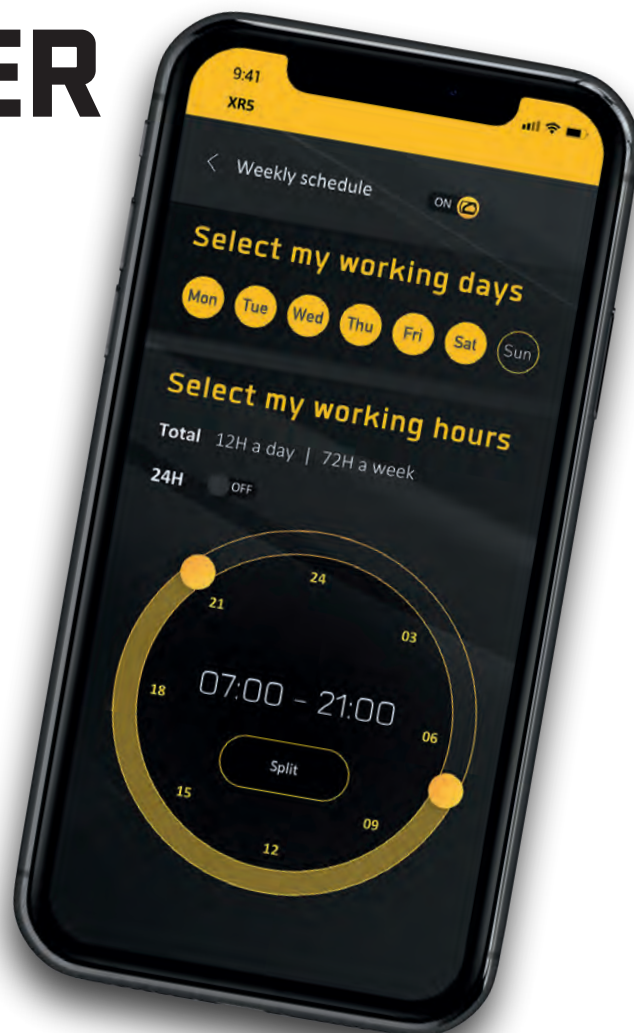 ER
9:41
XR5
Weekly schedule
ON
Select my working days
Mon Tue Wed Thu Fri Sat Sun
Select my working hours
Total 12H a day | 72H a week
24H OFF
24
21
03
18
07:00 - 21:00
06
Split
15
09
12